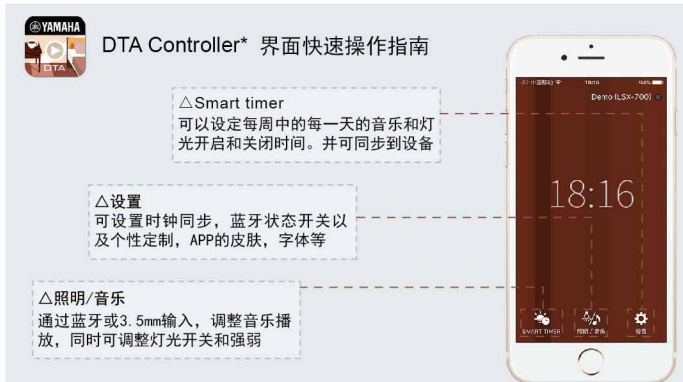 YAMAHA
DTA
DTA Controller* 界面快速操作指南
△Smart timer
可以设定每周中的每一天的音乐和灯
光开启和关闭时间。并可同步到设备
△设置
可设置时钟同步，蓝牙状态开关以
及个性定制，APP的皮肤，字体等
△照明/音乐
通过蓝牙或3.5mm输入，调整音乐播
放，同时可调整灯光开关和强弱
18:16
94%
Demo (LSX-700)
18:16
SMART TIMER
照明 / 音乐
设置